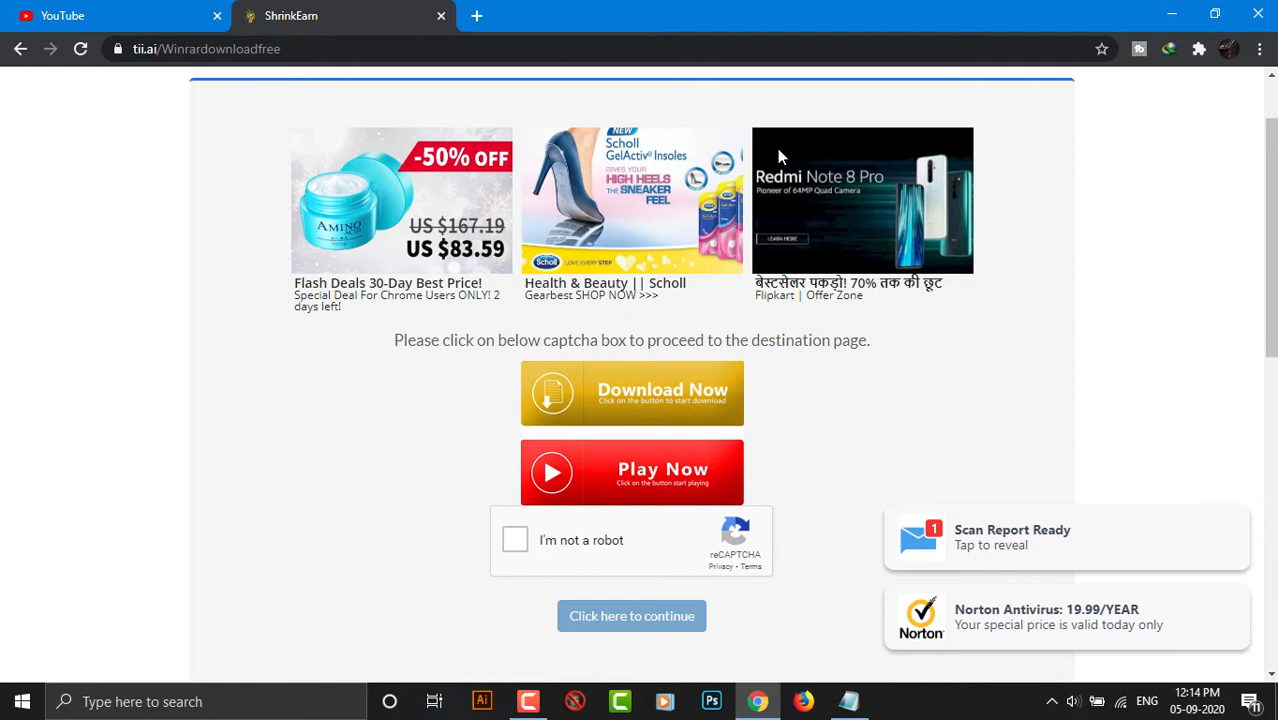 YouTube
ShrinkEarn
tii.ai/Winrardownloadfree
-50% OFF
AMINO
US $167.19
US $83.59
NEW
Scholl
GelActiv Insoles
GIVES YOUR
HIGH HEELS
THE SNEAKER
FEEL
Scholl
LOVE EVERY STEP
Redmi Note 8 Pro
Pioneer of 64MP Quad Camera
LEARN MORE
Flash Deals 30-Day Best Price!
Special Deal For Chrome Users ONLY! 2
days left!
Health & Beauty || Scholl
Gearbest SHOP NOW >>>
बेस्टसेलर पकड़ो! 70% तक की छूट
Flipkart | Offer Zone
Please click on below captcha box to proceed to the destination page.
Download Now
Click on the button to start download
Play Now
Click on the button start playing
I'm not a robot
reCAPTCHA
Privacy - Terms
Click here to continue
1
Scan Report Ready
Tap to reveal
Norton
Norton Antivirus: 19.99/YEAR
Your special price is valid today only
Type here to search
Ai
Ps
ENG
12:14 PM
05-09-2020
11